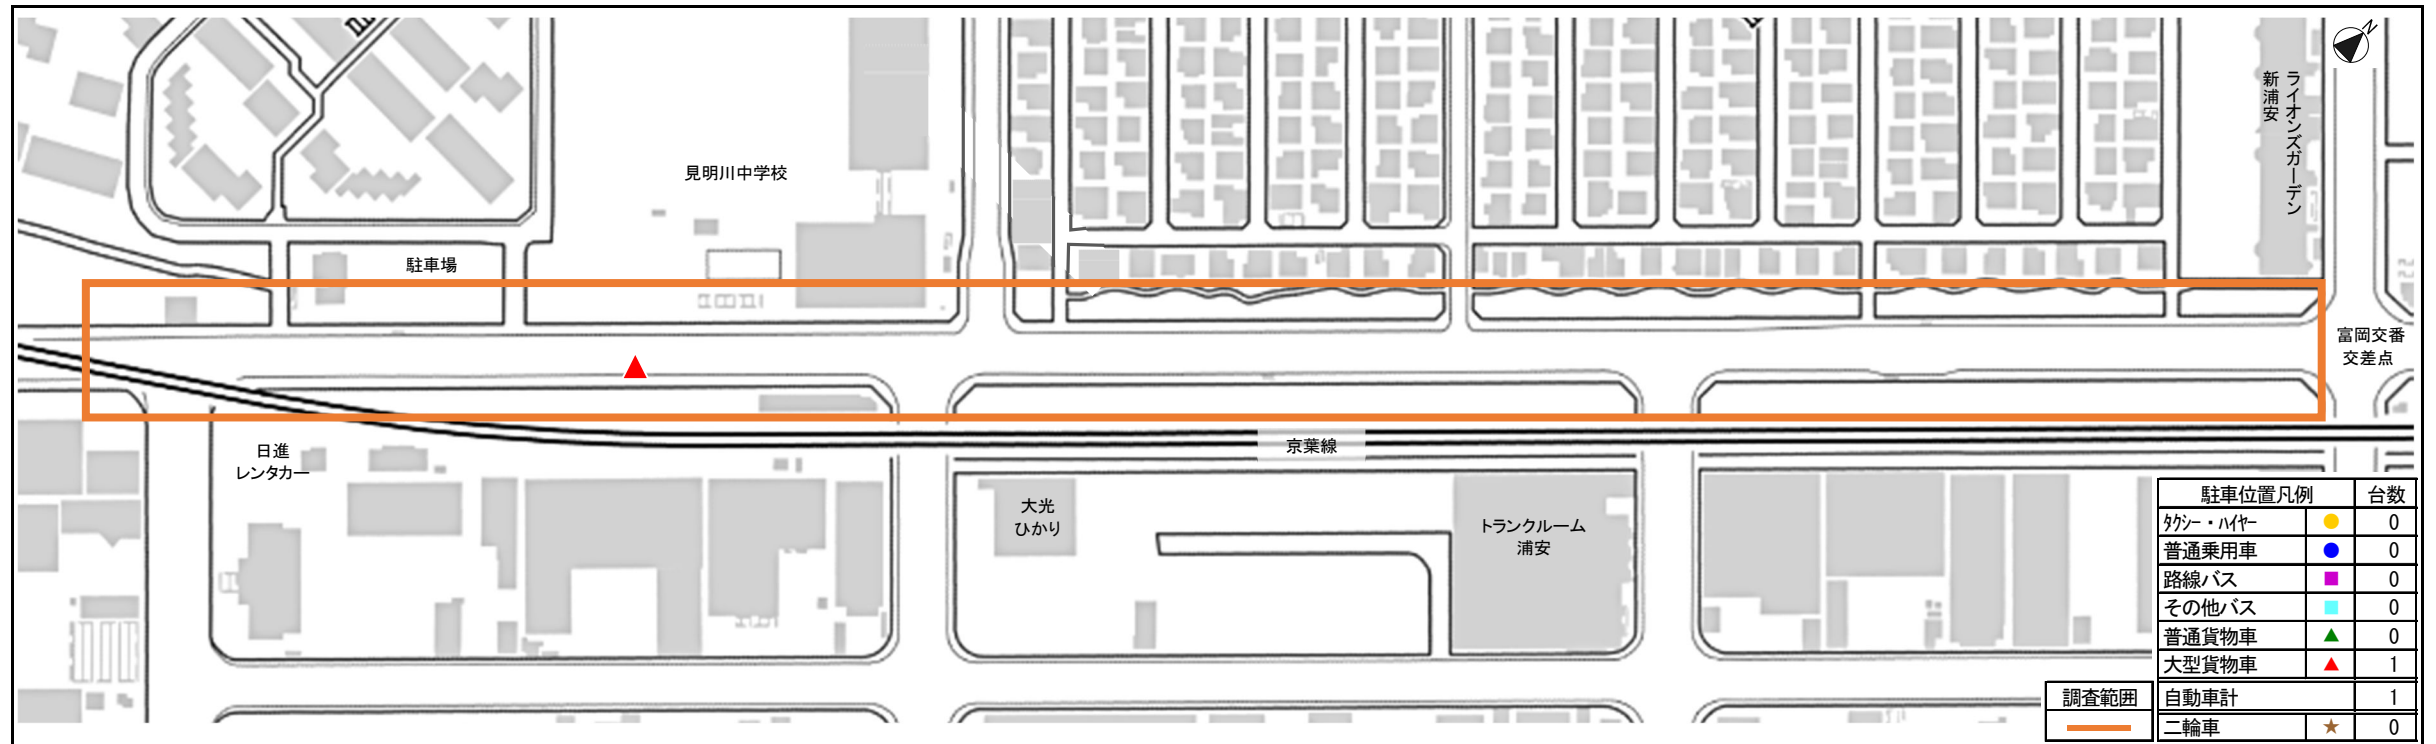 N
ライオンズガーデン
新浦安
見明川中学校
駐車場
富岡交番
交差点
京葉線
日進
レンタカー
大光
ひかり
トランクルーム
浦安
駐車位置凡例 台数
ﾀｸｼｰ・ﾊｲﾔｰ ● 0
普通乗用車 ● 0
路線バス ■ 0
その他バス ■ 0
普通貨物車 ▲ 0
大型貨物車 ▲ 1
調査範囲 自動車計 1
二輪車 ★ 0